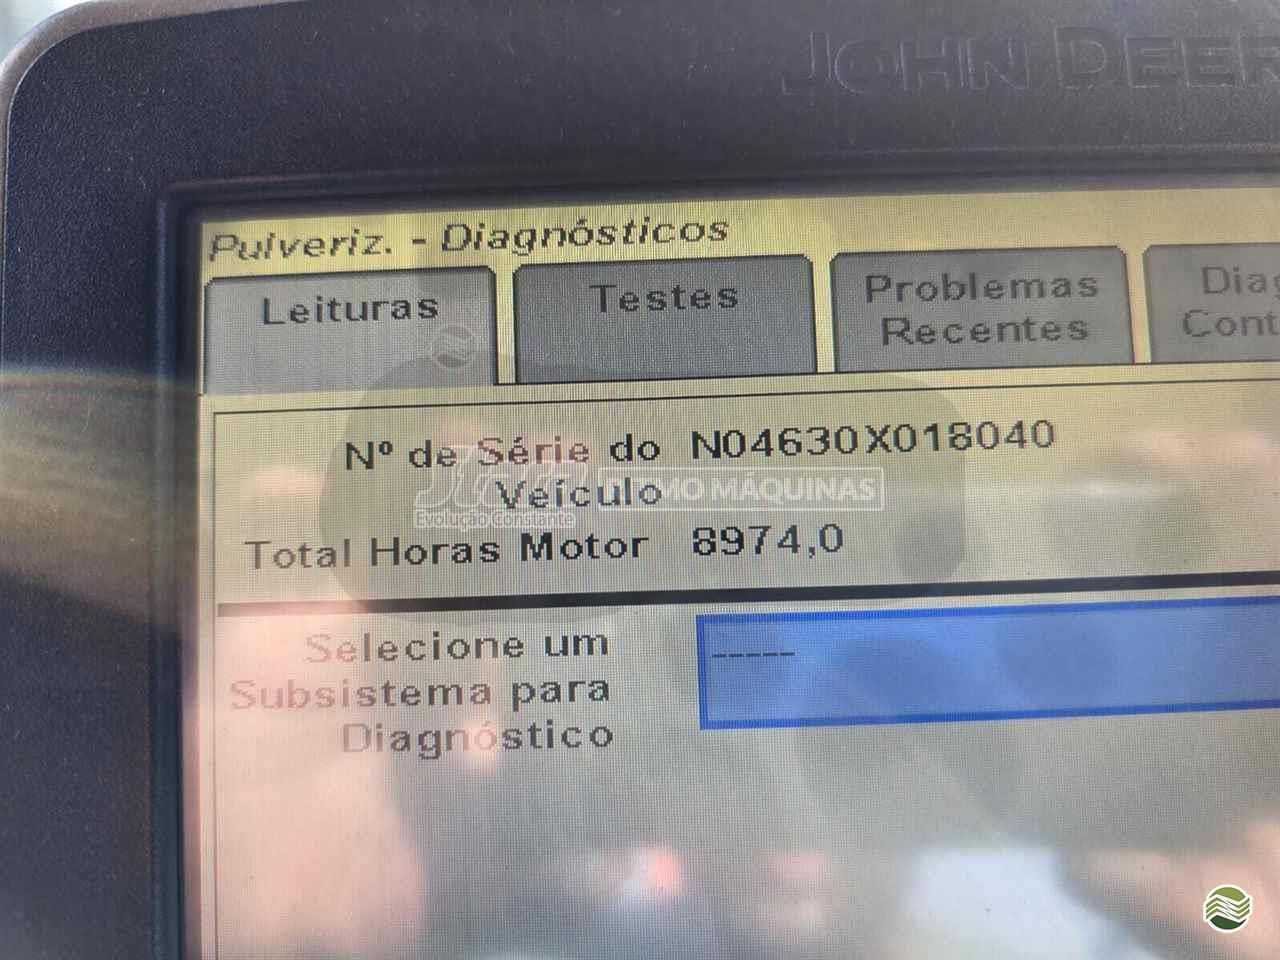 JOHN DEER
Pulveriz. - Diagnósticos
Leituras
Testes
Problemas
Recentes
Diag
Cont
Nº de Série do N04630X018040
Veículo
RITMO MÁQUINAS
Evolução Constante
Total Horas Motor 8974,0
Selecione um
Subsistema para
Diagnóstico
-----